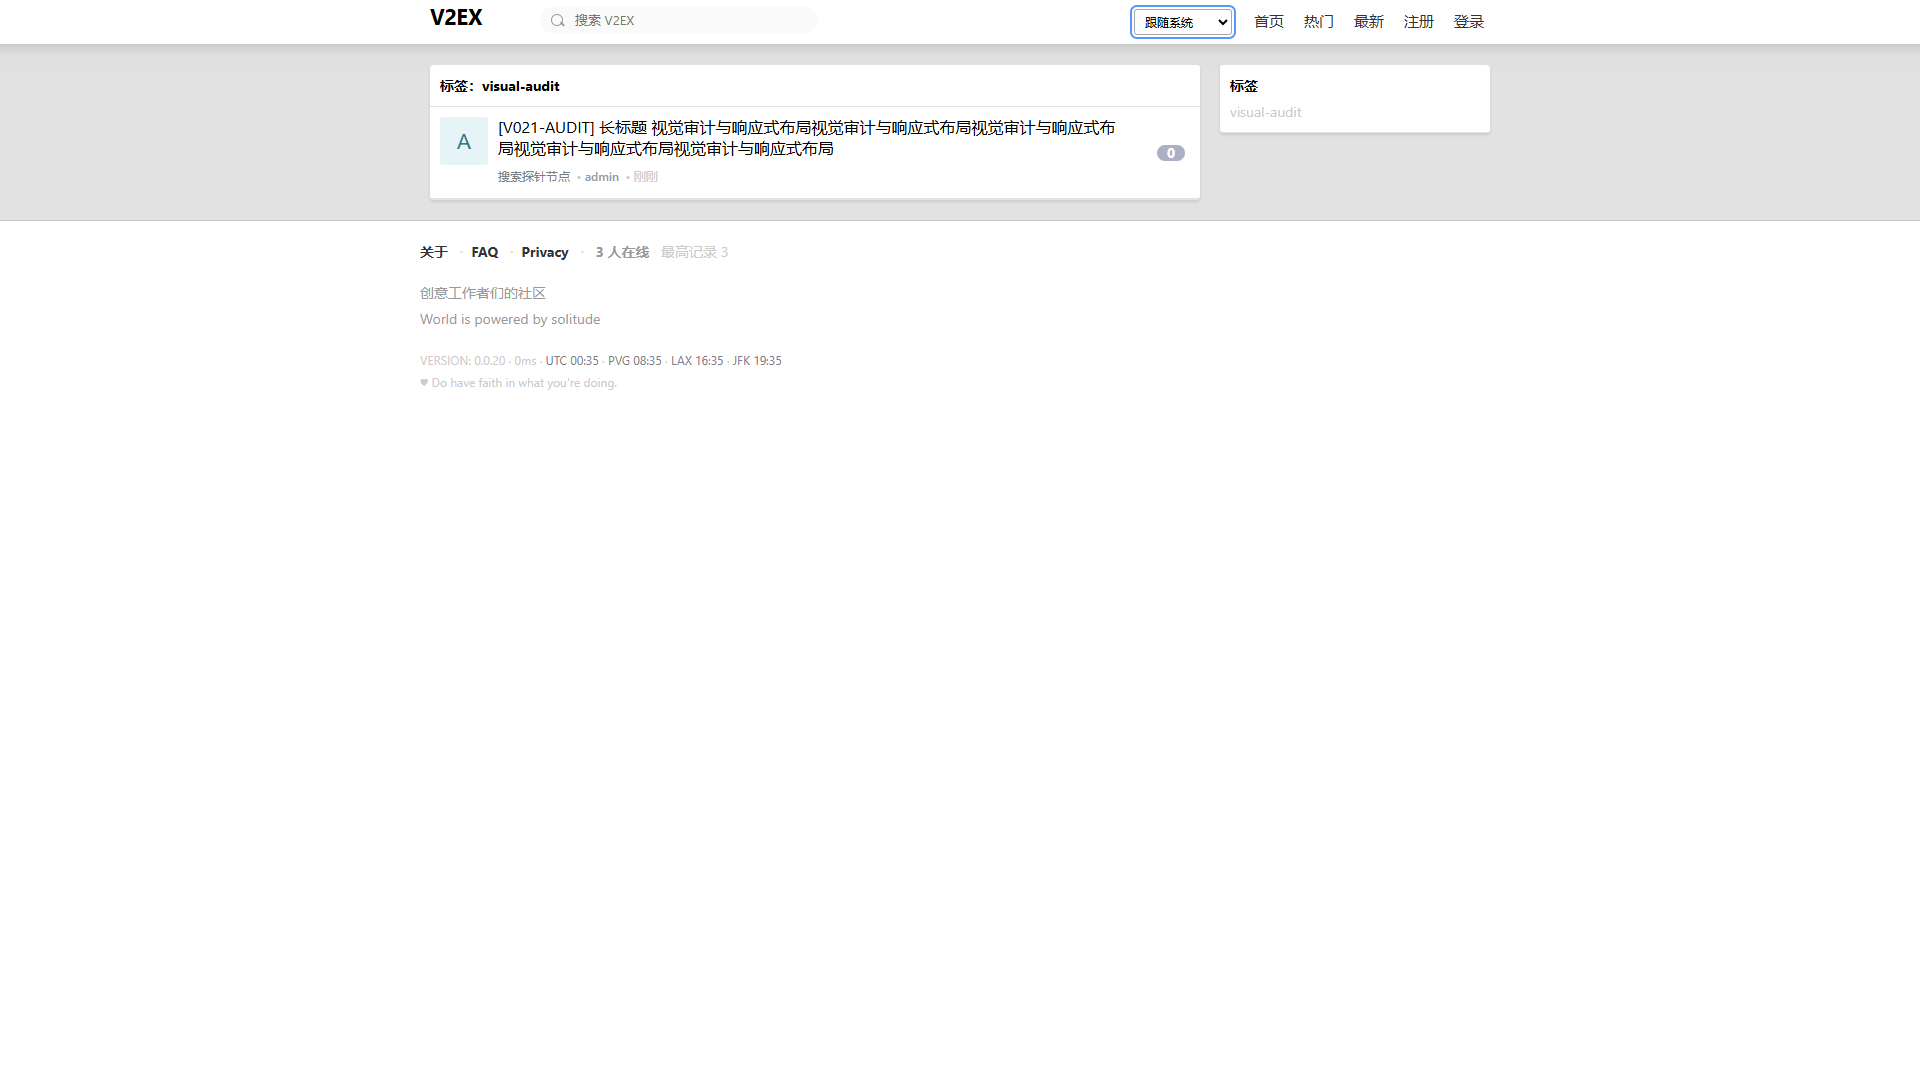 V2EX
搜索 V2EX
跟随系统
首页
热门
最新
注册
登录
标签：visual-audit
A
[V021-AUDIT] 长标题 视觉审计与响应式布局视觉审计与响应式布局视觉审计与响应式布
局视觉审计与响应式布局视觉审计与响应式布局
0
搜索探针节点 • admin • 刚刚
标签
visual-audit
关于 · FAQ · Privacy · 3 人在线 最高记录 3
创意工作者们的社区
World is powered by solitude
VERSION: 0.0.20 · 0ms · UTC 00:35 · PVG 08:35 · LAX 16:35 · JFK 19:35
♥ Do have faith in what you're doing.